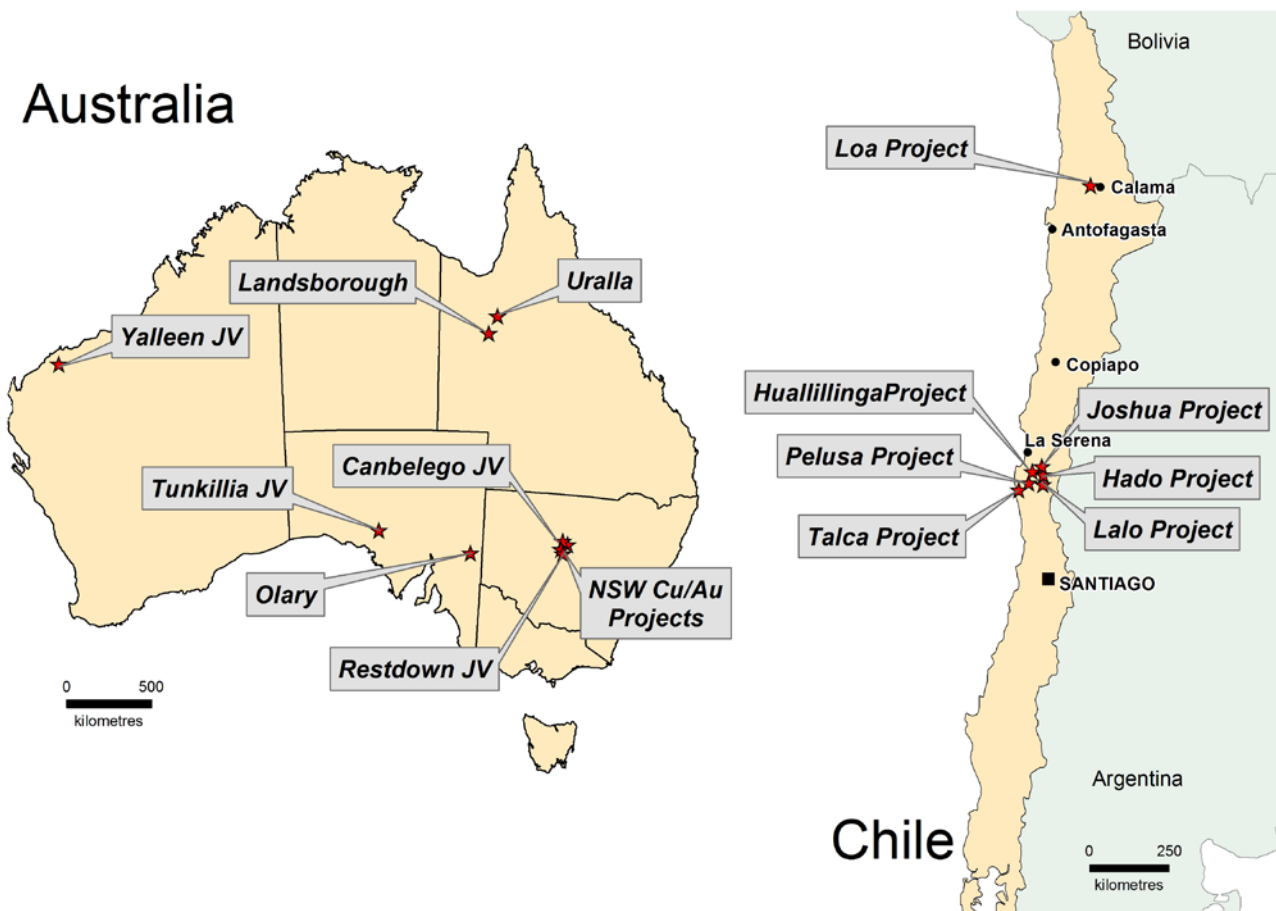 Australia
Landsborough
Uralla
Yalleen JV
Canbelego JV
Tunkillia JV
Olary
NSW Cu/Au
Projects
Restdown JV
0 500
kilometres
Bolivia
Loa Project
Calama
Antofagasta
Copiapo
HuallillingaProject
Joshua Project
La Serena
Pelusa Project
Hado Project
Talca Project
Lalo Project
SANTIAGO
Argentina
Chile
0 250
kilometres